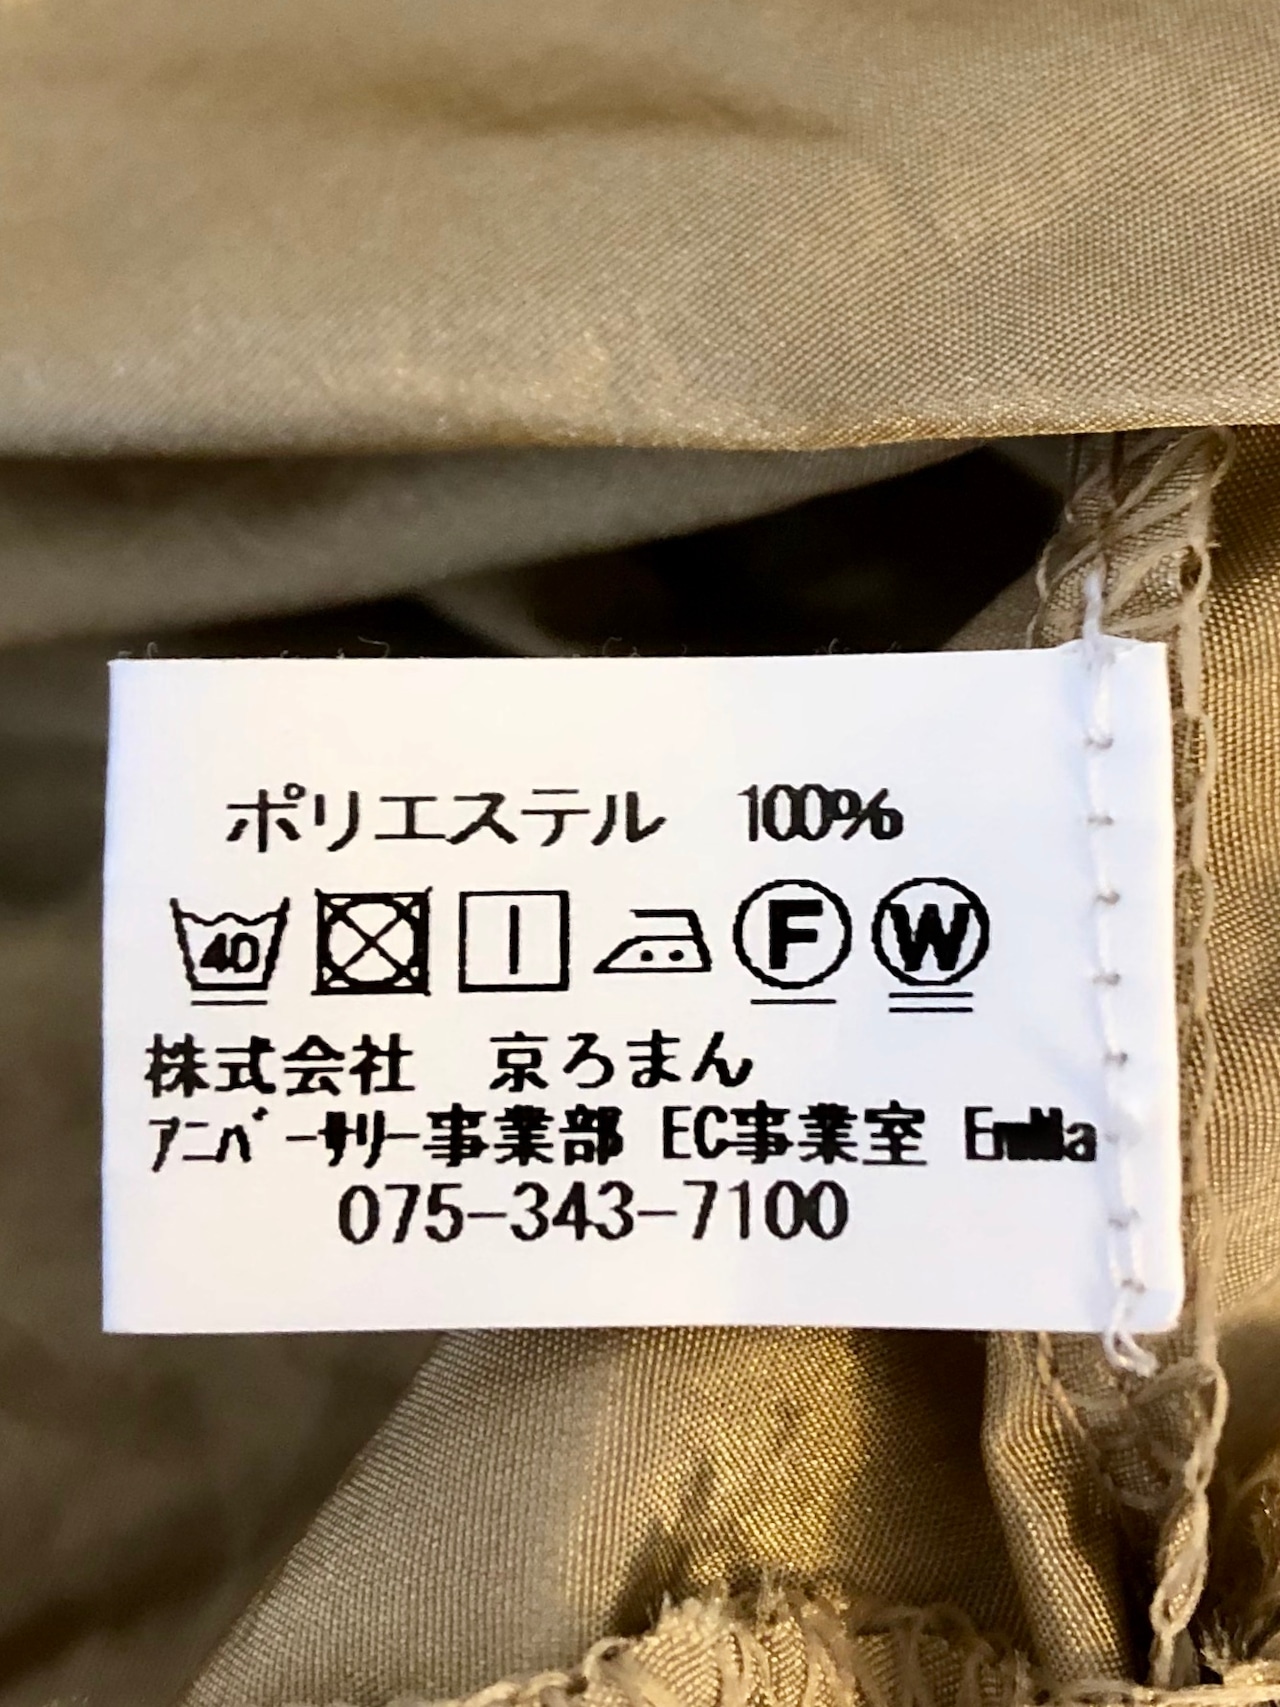 ポリエステル 100%
40
F W
株式会社 京ろまん
アニバーサリー事業部 EC事業室 Emilia
075-343-7100